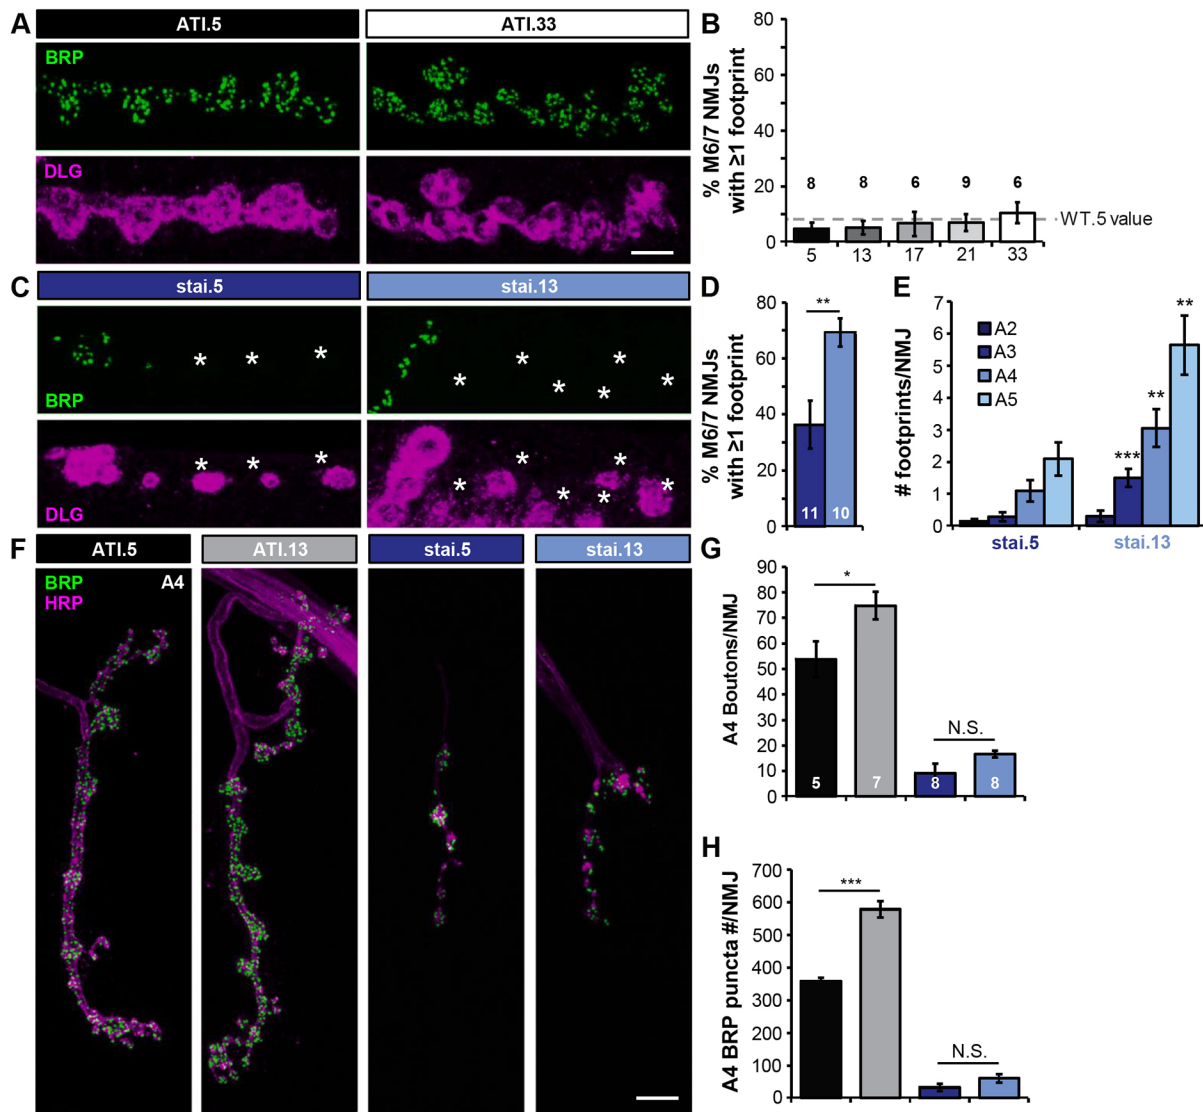 A
ATI.5
ATI.33
BRP
DLG
B
% M6/7 NMJs
with ≥1 footprint
80
60
40
20
0
8 8 6 9 6
WT.5 value
5 13 17 21 33
C
stai.5
stai.13
BRP
* * *
* * * * * *
DLG
* * *
* * * * * *
D
% M6/7 NMJs
with ≥1 footprint
80
60
40
20
60
80
0
**
11 10
E
# footprints/NMJ
7
6
5
4
3
2
1
0
A2
A3
A4
A5
***
**
**
stai.5 stai.13
F
ATI.5
ATI.13
stai.5
stai.13
BRP
HRP
A4
G
A4 Boutons/NMJ
90
80
70
60
50
40
30
20
10
0
*
N.S.
5 7 8 8
H
A4 BRP puncta #/NMJ
700
600
500
400
300
200
100
0
***
N.S.